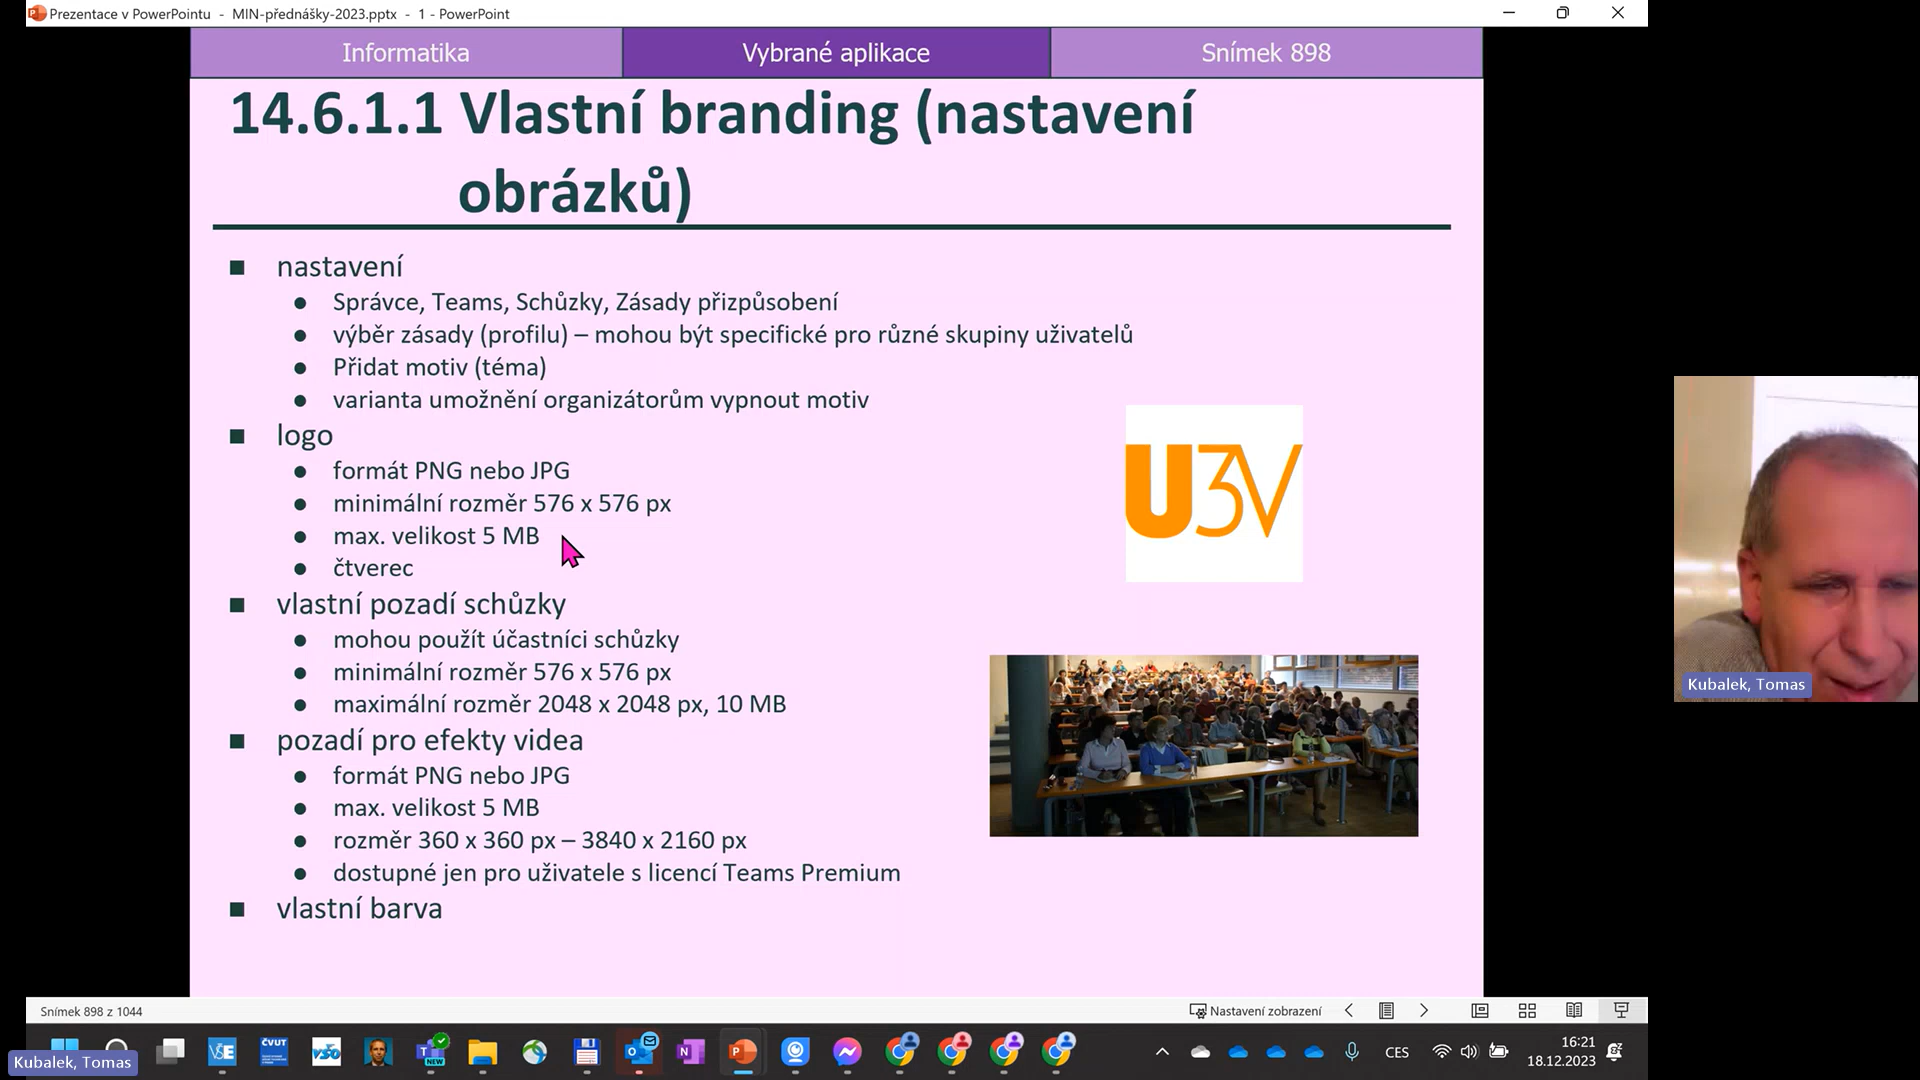 Prezentace v PowerPointu - MIN-přednášky-2023.pptx - 1 - PowerPoint
Informatika
Vybrané aplikace
Snímek 898
14.6.1.1 Vlastní branding (nastavení
obrázků)
nastavení
Správce, Teams, Schůzky, Zásady přizpůsobení
výběr zásady (profilu) – mohou být specifické pro různé skupiny uživatelů
Přidat motiv (téma)
varianta umožnění organizátorům vypnout motiv
logo
formát PNG nebo JPG
minimální rozměr 576 x 576 px
max. velikost 5 MB
čtverec
U3V
vlastní pozadí schůzky
mohou použít účastníci schůzky
minimální rozměr 576 x 576 px
maximální rozměr 2048 x 2048 px, 10 MB
pozadí pro efekty videa
formát PNG nebo JPG
max. velikost 5 MB
rozměr 360 x 360 px – 3840 x 2160 px
dostupné jen pro uživatele s licencí Teams Premium
vlastní barva
Kubalek, Tomas
Snímek 898 z 1044
Nastavení zobrazení
Kubalek, Tomas
VŠE
ČVUT
VSO
NEW
CES
16:21
18.12.2023